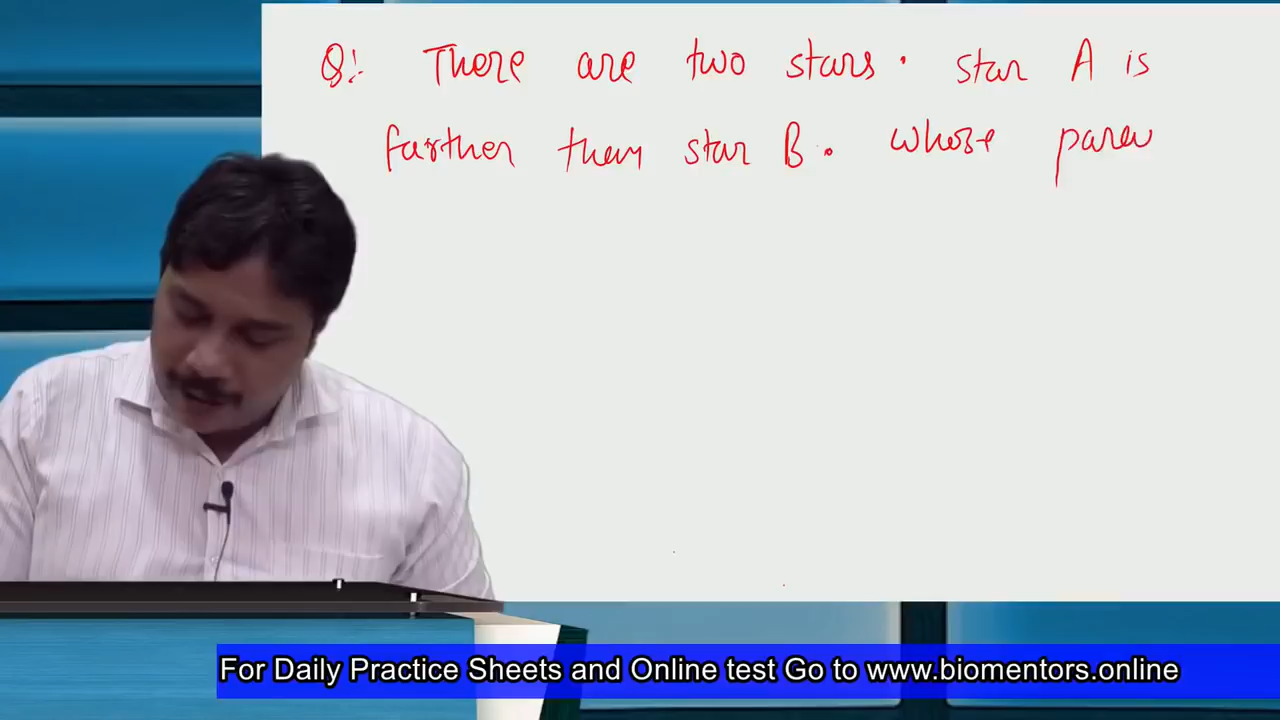 Q:- There are two stars. star A is
farther than star B. whose para
For Daily Practice Sheets and Online test Go to www.biomentors.online